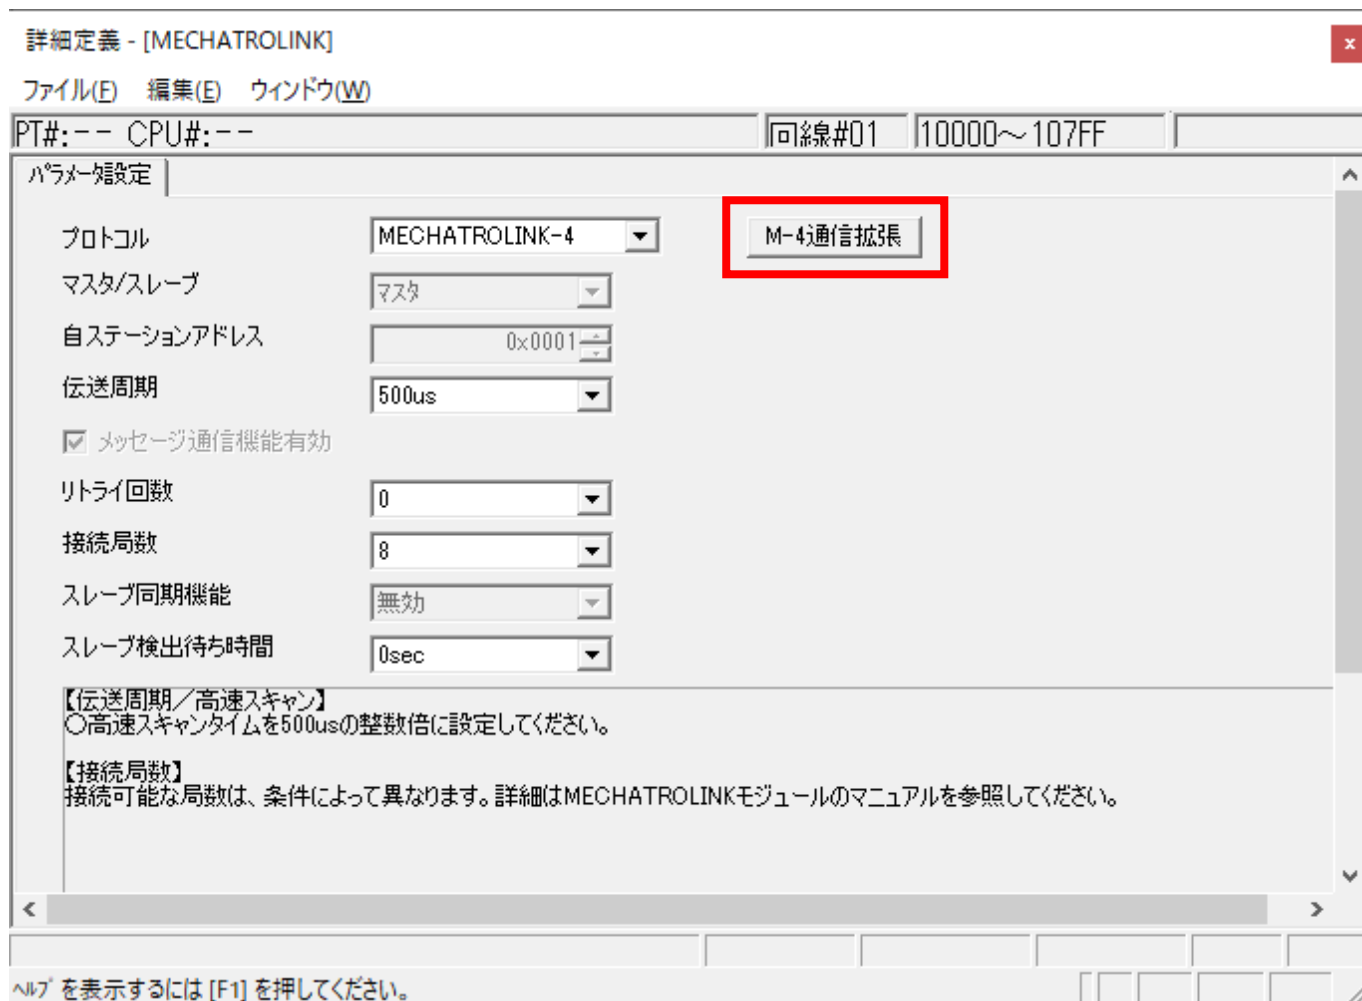 詳細定義 - [MECHATROLINK]
x
ファイル(F) 編集(E) ウィンドウ(W)
PT#:-- CPU#:-- 回線#01 10000～107FF
パラメータ設定
プロトコル MECHATROLINK-4 M-4通信拡張
マスタ/スレーブ マスタ
自ステーションアドレス 0x0001
伝送周期 500us
メッセージ通信機能有効
リトライ回数 0
接続局数 8
スレーブ同期機能 無効
スレーブ検出待ち時間 0sec
【伝送周期／高速スキャン】
○高速スキャンタイムを500usの整数倍に設定してください。
【接続局数】
接続可能な局数は、条件によって異なります。詳細はMECHATROLINKモジュールのマニュアルを参照してください。
ヘルプを表示するには [F1] を押してください。